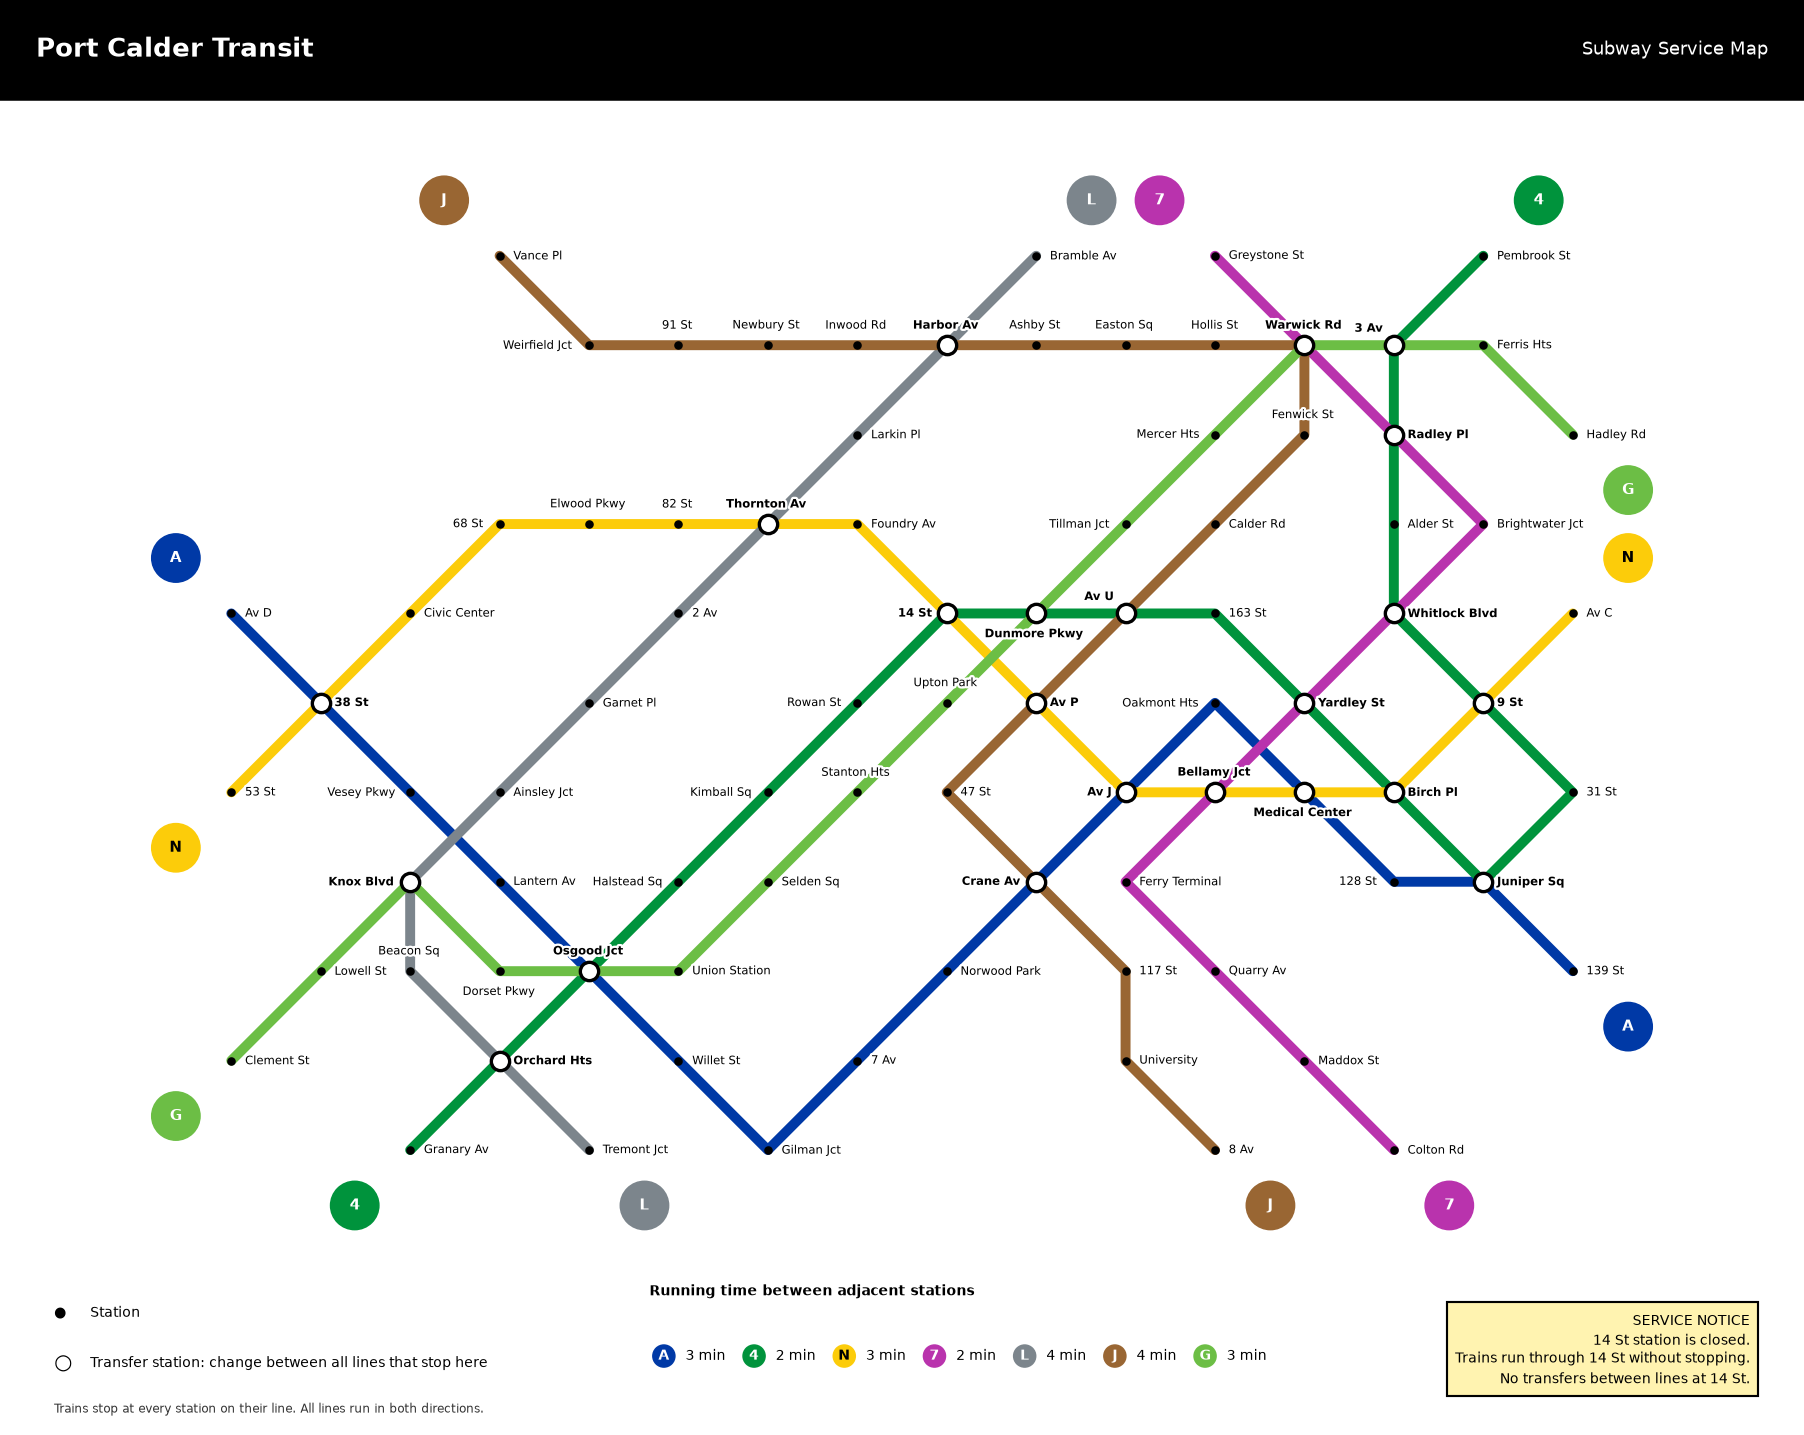 Port Calder Transit
Subway Service Map
J
L
7
4
Vance Pl
Bramble Av
Greystone St
Pembrook St
91 St
Newbury St
Inwood Rd
Harbor Av
Ashby St
Easton Sq
Hollis St
Warwick Rd
3 Av
Weirfield Jct
Ferris Hts
Fenwick St
Larkin Pl
Mercer Hts
Radley Pl
Hadley Rd
G
Elwood Pkwy
82 St
Thornton Av
68 St
Foundry Av
Tillman Jct
Calder Rd
Alder St
Brightwater Jct
A
N
Av U
Av D
Civic Center
2 Av
14 St
163 St
Whitlock Blvd
Av C
Dunmore Pkwy
Upton Park
38 St
Garnet Pl
Rowan St
Av P
Oakmont Hts
Yardley St
9 St
Stanton Hts
Bellamy Jct
53 St
Vesey Pkwy
Ainsley Jct
Kimball Sq
47 St
Av J
Birch Pl
31 St
Medical Center
N
Knox Blvd
Lantern Av
Halstead Sq
Selden Sq
Crane Av
Ferry Terminal
128 St
Juniper Sq
Beacon Sq
Osgood Jct
Lowell St
Union Station
Norwood Park
117 St
Quarry Av
139 St
Dorset Pkwy
A
Clement St
Orchard Hts
Willet St
7 Av
University
Maddox St
G
Granary Av
Tremont Jct
Gilman Jct
8 Av
Colton Rd
4
L
J
7
Running time between adjacent stations
Station
Transfer station: change between all lines that stop here
A 3 min 4 2 min N 3 min 7 2 min L 4 min J 4 min G 3 min
Trains stop at every station on their line. All lines run in both directions.
SERVICE NOTICE
14 St station is closed.
Trains run through 14 St without stopping.
No transfers between lines at 14 St.